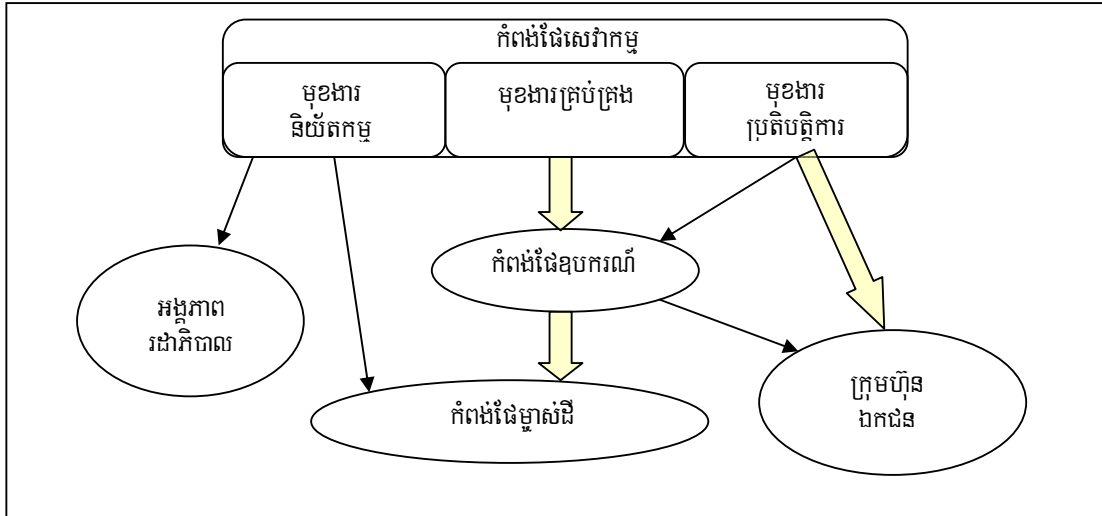 កំពង់ផែសេវាកម្ម
មុខងារ
និយ័តកម្ម
មុខងារគ្រប់គ្រង
មុខងារ
ប្រតិបត្តិការ
កំពង់ផែឧបករណ៍
អង្គភាព
រដាភិបាល
កំពង់ផែម្ចាស់ដី
ក្រុមហ៊ុន
ឯកជន